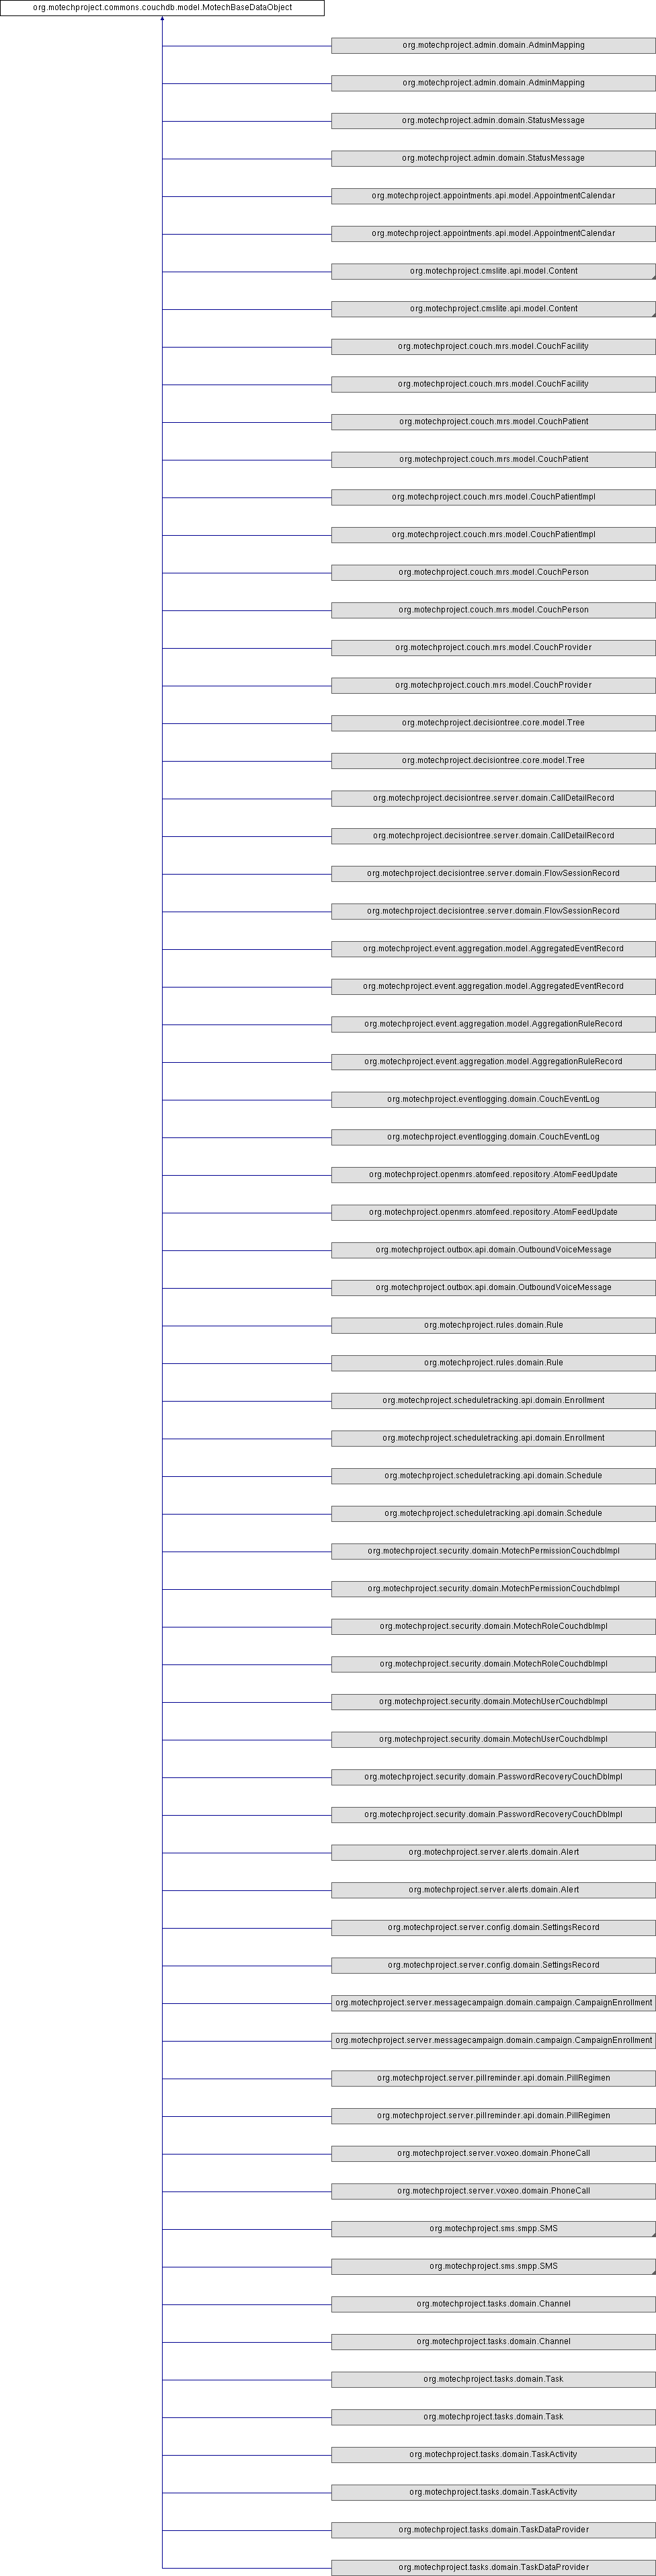 org.motechproject.commons.couchdb.model.MotechBaseDataObject
org.motechproject.admin.domain.AdminMapping
org.motechproject.admin.domain.AdminMapping
org.motechproject.admin.domain.StatusMessage
org.motechproject.admin.domain.StatusMessage
org.motechproject.appointments.api.model.AppointmentCalendar
org.motechproject.appointments.api.model.AppointmentCalendar
org.motechproject.cmslite.api.model.Content
org.motechproject.cmslite.api.model.Content
org.motechproject.couch.mrs.model.CouchFacility
org.motechproject.couch.mrs.model.CouchFacility
org.motechproject.couch.mrs.model.CouchPatient
org.motechproject.couch.mrs.model.CouchPatient
org.motechproject.couch.mrs.model.CouchPatientImpl
org.motechproject.couch.mrs.model.CouchPatientImpl
org.motechproject.couch.mrs.model.CouchPerson
org.motechproject.couch.mrs.model.CouchPerson
org.motechproject.couch.mrs.model.CouchProvider
org.motechproject.couch.mrs.model.CouchProvider
org.motechproject.decisiontree.core.model.Tree
org.motechproject.decisiontree.core.model.Tree
org.motechproject.decisiontree.server.domain.CallDetailRecord
org.motechproject.decisiontree.server.domain.CallDetailRecord
org.motechproject.decisiontree.server.domain.FlowSessionRecord
org.motechproject.decisiontree.server.domain.FlowSessionRecord
org.motechproject.event.aggregation.model.AggregatedEventRecord
org.motechproject.event.aggregation.model.AggregatedEventRecord
org.motechproject.event.aggregation.model.AggregationRuleRecord
org.motechproject.event.aggregation.model.AggregationRuleRecord
org.motechproject.eventlogging.domain.CouchEventLog
org.motechproject.eventlogging.domain.CouchEventLog
org.motechproject.openmrs.atomfeed.repository.AtomFeedUpdate
org.motechproject.openmrs.atomfeed.repository.AtomFeedUpdate
org.motechproject.outbox.api.domain.OutboundVoiceMessage
org.motechproject.outbox.api.domain.OutboundVoiceMessage
org.motechproject.rules.domain.Rule
org.motechproject.rules.domain.Rule
org.motechproject.scheduletracking.api.domain.Enrollment
org.motechproject.scheduletracking.api.domain.Enrollment
org.motechproject.scheduletracking.api.domain.Schedule
org.motechproject.scheduletracking.api.domain.Schedule
org.motechproject.security.domain.MotechPermissionCouchdbImpl
org.motechproject.security.domain.MotechPermissionCouchdbImpl
org.motechproject.security.domain.MotechRoleCouchdbImpl
org.motechproject.security.domain.MotechRoleCouchdbImpl
org.motechproject.security.domain.MotechUserCouchdbImpl
org.motechproject.security.domain.MotechUserCouchdbImpl
org.motechproject.security.domain.PasswordRecoveryCouchDbImpl
org.motechproject.security.domain.PasswordRecoveryCouchDbImpl
org.motechproject.server.alerts.domain.Alert
org.motechproject.server.alerts.domain.Alert
org.motechproject.server.config.domain.SettingsRecord
org.motechproject.server.config.domain.SettingsRecord
org.motechproject.server.messagecampaign.domain.campaign.CampaignEnrollment
org.motechproject.server.messagecampaign.domain.campaign.CampaignEnrollment
org.motechproject.server.pillreminder.api.domain.PillRegimen
org.motechproject.server.pillreminder.api.domain.PillRegimen
org.motechproject.server.voxeo.domain.PhoneCall
org.motechproject.server.voxeo.domain.PhoneCall
org.motechproject.sms.smpp.SMS
org.motechproject.sms.smpp.SMS
org.motechproject.tasks.domain.Channel
org.motechproject.tasks.domain.Channel
org.motechproject.tasks.domain.Task
org.motechproject.tasks.domain.Task
org.motechproject.tasks.domain.TaskActivity
org.motechproject.tasks.domain.TaskActivity
org.motechproject.tasks.domain.TaskDataProvider
org.motechproject.tasks.domain.TaskDataProvider